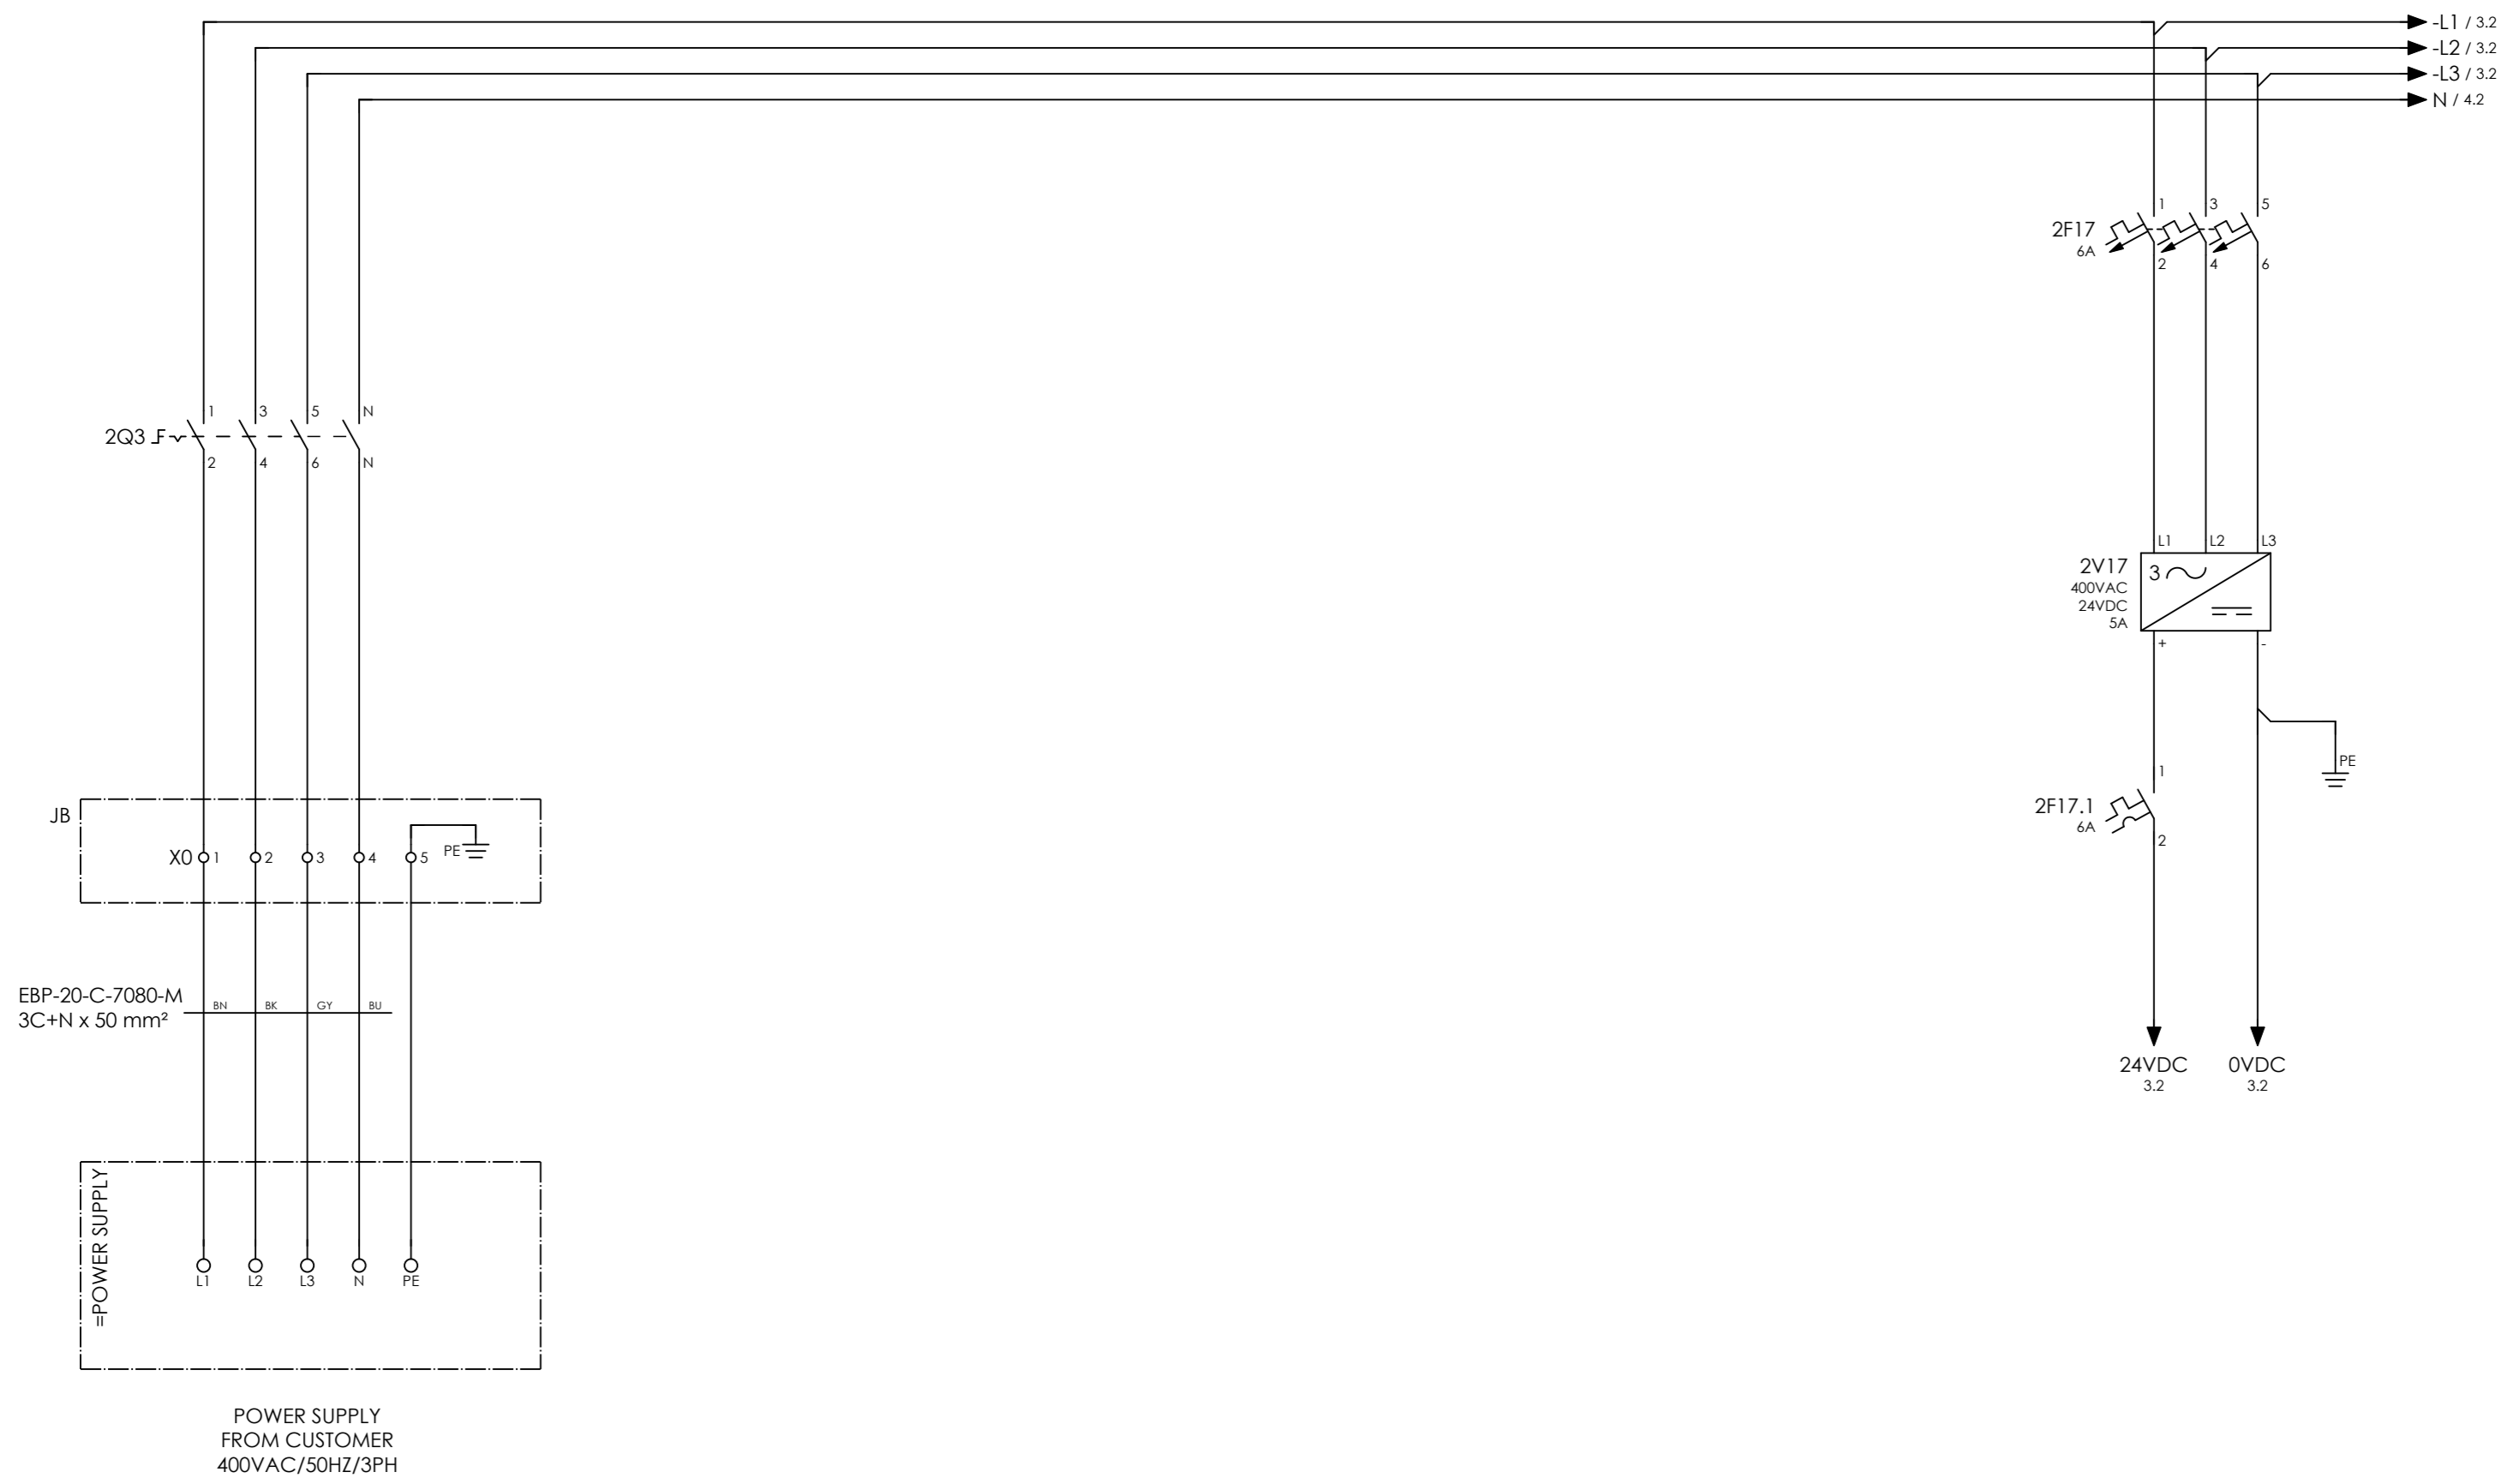 -L1 / 3.2
-L2 / 3.2
-L3 / 3.2
N / 4.2
1 3 5
2F17
6A
2 4 6
1 3 5 N
2Q3
2 4 6 N
L1 L2 L3
2V17
3
400VAC
24VDC
5A
+ -
PE
1
2F17.1
6A
2
JB
X0 1 2 3 4 5 PE
EBP-20-C-7080-M
BN BK GY BU
3C+N x 50 mm²
24VDC 0VDC
3.2 3.2
=POWER SUPPLY
L1 L2 L3 N PE
POWER SUPPLY
FROM CUSTOMER
400VAC/50HZ/3PH